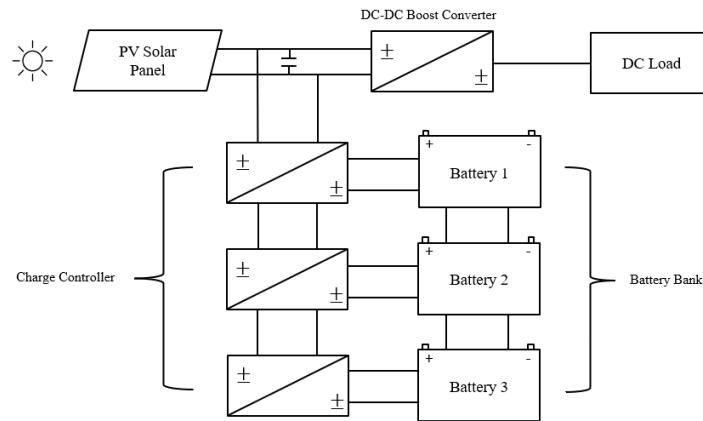 DC-DC Boost Converter
PV Solar
Panel
±
±
DC Load
±
±
+
-
Battery 1
Charge Controller
±
±
+
-
Battery 2
Battery Bank
±
±
+
-
Battery 3